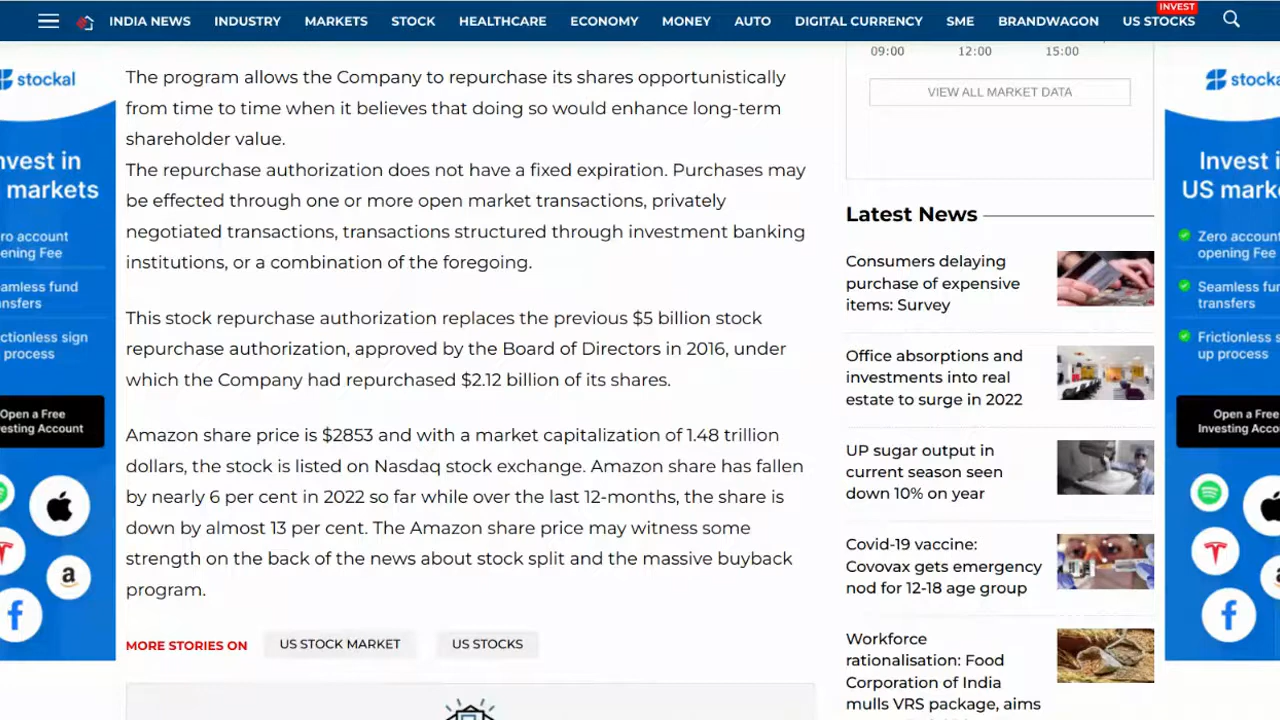 INVEST
INDIA NEWS INDUSTRY MARKETS STOCK HEALTHCARE ECONOMY MONEY AUTO DIGITAL CURRENCY SME BRANDWAGON US STOCKS
The program allows the Company to repurchase its shares opportunistically
from time to time when it believes that doing so would enhance long-term
shareholder value.
The repurchase authorization does not have a fixed expiration. Purchases may
be effected through one or more open market transactions, privately
negotiated transactions, transactions structured through investment banking
institutions, or a combination of the foregoing.
This stock repurchase authorization replaces the previous $5 billion stock
repurchase authorization, approved by the Board of Directors in 2016, under
which the Company had repurchased $2.12 billion of its shares.
Amazon share price is $2853 and with a market capitalization of 1.48 trillion
dollars, the stock is listed on Nasdaq stock exchange. Amazon share has fallen
by nearly 6 per cent in 2022 so far while over the last 12-months, the share is
down by almost 13 per cent. The Amazon share price may witness some
strength on the back of the news about stock split and the massive buyback
program.
MORE STORIES ON US STOCK MARKET US STOCKS
09:00 12:00 15:00
VIEW ALL MARKET DATA
Latest News
Consumers delaying
purchase of expensive
items: Survey
Office absorptions and
investments into real
estate to surge in 2022
UP sugar output in
current season seen
down 10% on year
Covid-19 vaccine:
Covovax gets emergency
nod for 12-18 age group
Workforce
rationalisation: Food
Corporation of India
mulls VRS package, aims
stockal
nvest in
markets
ro account
ening Fee
amless fund
nsfers
ctionless sign
process
Open a Free
vesting Account
stocka
Invest i
US mark
Zero account
opening Fee
Seamless fun
transfers
Frictionless s
up process
Open a
Investing Acco